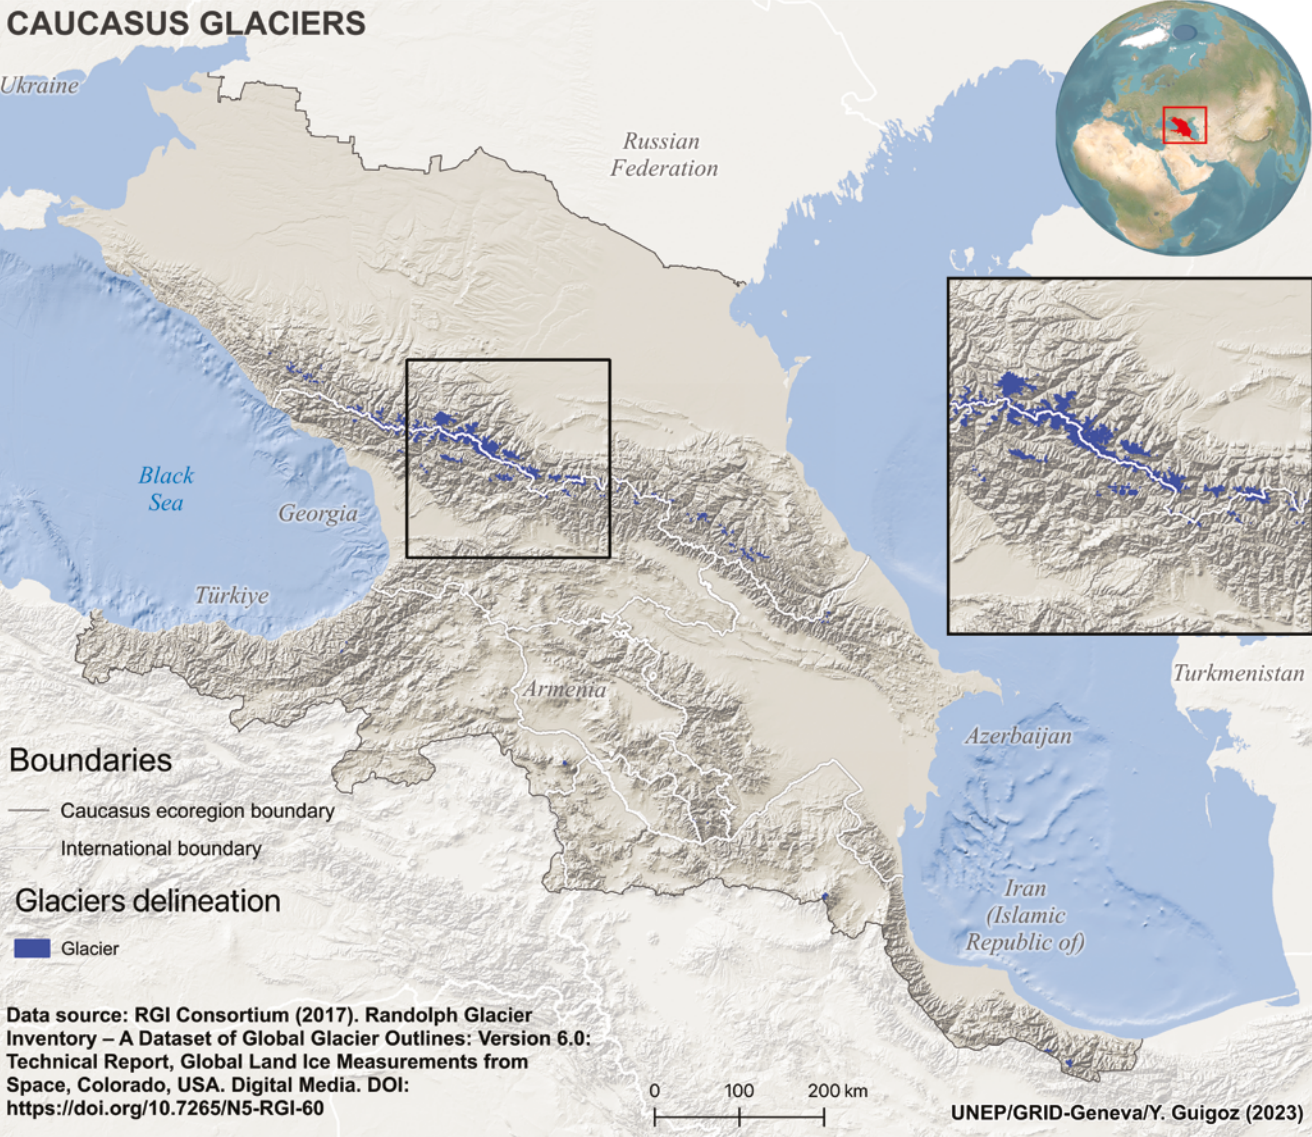 CAUCASUS GLACIERS
Ukraine
Russian
Federation
Black
Sea
Georgia
Türkiye
Armenia
Turkmenistan
Azerbaijan
Iran
(Islamic
Republic of)
Boundaries
Caucasus ecoregion boundary
International boundary
Glaciers delineation
Glacier
Data source: RGI Consortium (2017). Randolph Glacier
Inventory – A Dataset of Global Glacier Outlines: Version 6.0:
Technical Report, Global Land Ice Measurements from
Space, Colorado, USA. Digital Media. DOI:
https://doi.org/10.7265/N5-RGI-60
0 100 200 km
UNEP/GRID-Geneva/Y. Guigoz (2023)